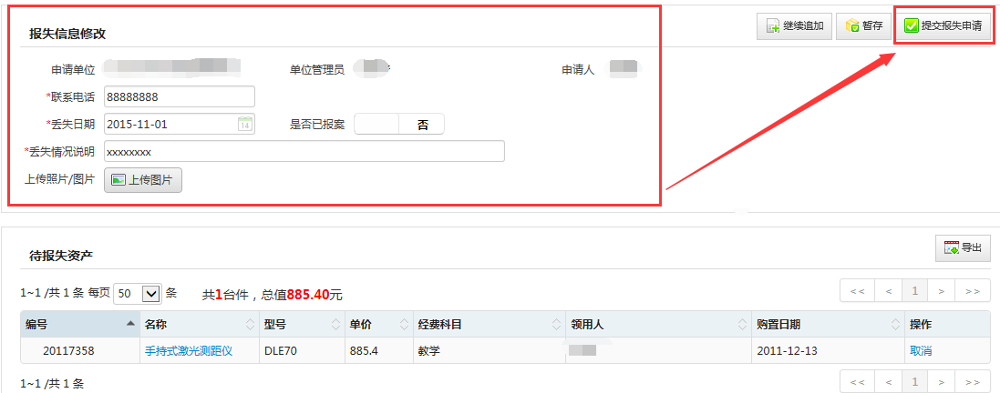 报失信息修改 继续追加 暂存 提交报失申请
申请单位 单位管理员 申请人
*联系电话 88888888
*丢失日期 2015-11-01 14 是否已报案 否
*丢失情况说明 xxxxxxxx
上传照片/图片 上传图片
待报失资产 导出
1~1 /共 1 条 每页 50 条 共1台件，总值885.40元 << < 1 > >>
编号 名称 型号 单价 经费科目 领用人 购置日期 操作
20117358 手持式激光测距仪 DLE70 885.4 教学 2011-12-13 取消
1~1 /共 1 条 << < 1 > >>